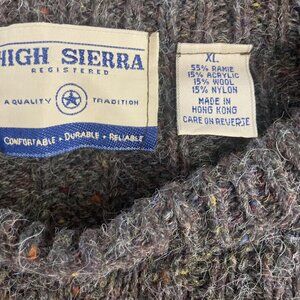 HIGH SIERRA
REGISTERED
A QUALITY TRADITION
COMFORTABLE • DURABLE • RELIABLE
XL
55% RAMIE
15% ACRYLIC
15% WOOL
15% NYLON
MADE IN
HONG KONG
CARE ON REVERSE